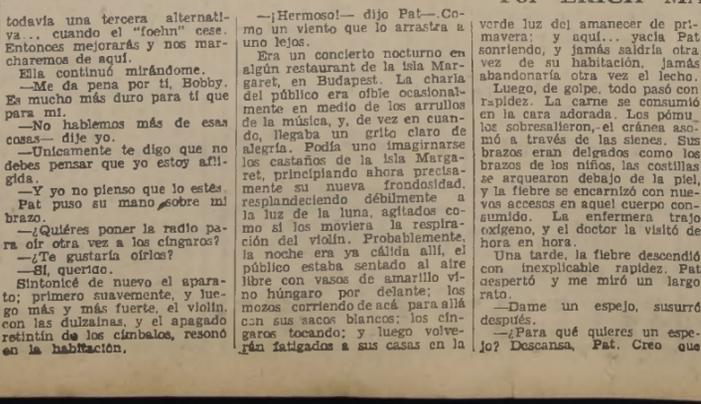 todavía una tercera alternati-
va... cuando el "foehn" cese.
Entonces mejorarás y nos mar-
charemos de aquí.
Ella continuó mirándome.
—Me da pena por ti, Bobby.
Es mucho más duro para tí que
para mí.
—No hablemos más de esas
cosas— dije yo.
—Unicamente te digo que no
debes pensar que yo estoy afli-
gida.
—Y yo no pienso que lo estés.
Pat puso su mano sobre mi
brazo.
—¿Quiéres poner la radio pa-
ra oír otra vez a los cíngaros?
—¿Te gustaría oírlos?
—Sí, querido.
Sintonicé de nuevo el apara-
to; primero suavemente, y lue-
go más y más fuerte, el violín,
con las dulzainas, y el apagado
retintín de los címbalos, resonó
en la habitación.
—¡Hermoso!— dijo Pat—. Co-
mo un viento que lo arrastra a
uno lejos.
Era un concierto nocturno en
algún restaurant de la isla Mar-
garet, en Budapest. La charla
del público era oíble ocasional-
mente en medio de los arrullos
de la música, y, de vez en cuan-
do, llegaba un grito claro de
alegría. Podía uno imaginarse
los castaños de la isla Marga-
ret, principiando ahora precisa-
mente su nueva frondosidad,
resplandeciendo débilmente a
la luz de la luna, agitados co-
mo si los moviera la respira-
ción del violín. Probablemente,
la noche era ya cálida allí, el
público estaba sentado al aire
libre con vasos de amarillo vi-
no húngaro por delante; los
mozos corriendo de acá para allá
con sus sacos blancos; los cín-
garos tocando; y luego volve-
rán fatigados a sus casas en la
Por ERICH MA
verde luz del amanecer de pri-
mavera; y aquí... yacía Pat
sonriendo, y jamás saldría otra
vez de su habitación, jamás
abandonaría otra vez el lecho.
Luego, de golpe, todo pasó con
rapidez. La carne se consumió
en la cara adorada. Los pómu
los sobresalieron, el cránea aso-
mó a través de las sienes. Sus
brazos eran delgados como los
brazos de los niños, las costillas
se arquearon debajo de la piel,
y la fiebre se encarnizó con nue-
vos accesos en aquel cuerpo con-
sumido. La enfermera trajo
oxígeno, y el doctor la visitó de
hora en hora.
Una tarde, la fiebre descendió
con inexplicable rapidez. Pat
despertó y me miró un largo
rato.
—Dame un espejo, susurró
después.
—¿Para qué quieres un espe-
jo? Descansa, Pat. Creo que